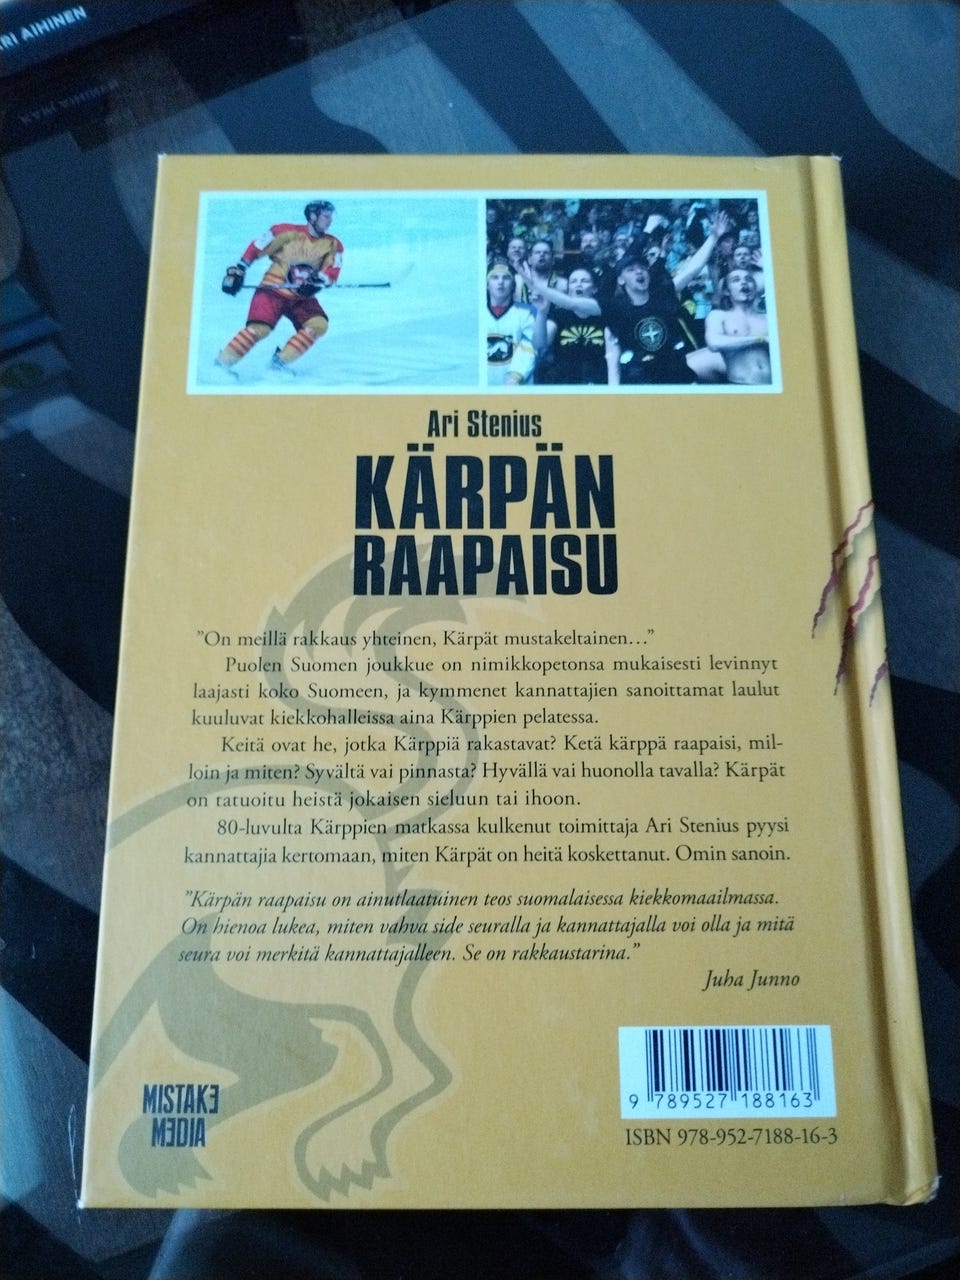 RI AIHINEN
Ari Stenius
KÄRPÄN
RAAPAISU
"On meillä rakkaus yhteinen, Kärpät mustakeltainen…"
Puolen Suomen joukkue on nimikkopetonsa mukaisesti levinnyt
laajasti koko Suomeen, ja kymmenet kannattajien sanoittamat laulut
kuuluvat kiekkohalleissa aina Kärppien pelatessa.
Keitä ovat he, jotka Kärppiä rakastavat? Ketä kärppä raapaisi, mil-
loin ja miten? Syvältä vai pinnasta? Hyvällä vai huonolla tavalla? Kärpät
on tatuoitu heistä jokaisen sieluun tai ihoon.
80-luvulta Kärppien matkassa kulkenut toimittaja Ari Stenius pyysi
kannattajia kertomaan, miten Kärpät on heitä koskettanut. Omin sanoin.
"Kärpän raapaisu on ainutlaatuinen teos suomalaisessa kiekkomaailmassa.
On hienoa lukea, miten vahva side seuralla ja kannattajalla voi olla ja mitä
seura voi merkitä kannattajalleen. Se on rakkaustarina."
Juha Junno
MISTAKE
MEDIA
9 789527 188163
ISBN 978-952-7188-16-3